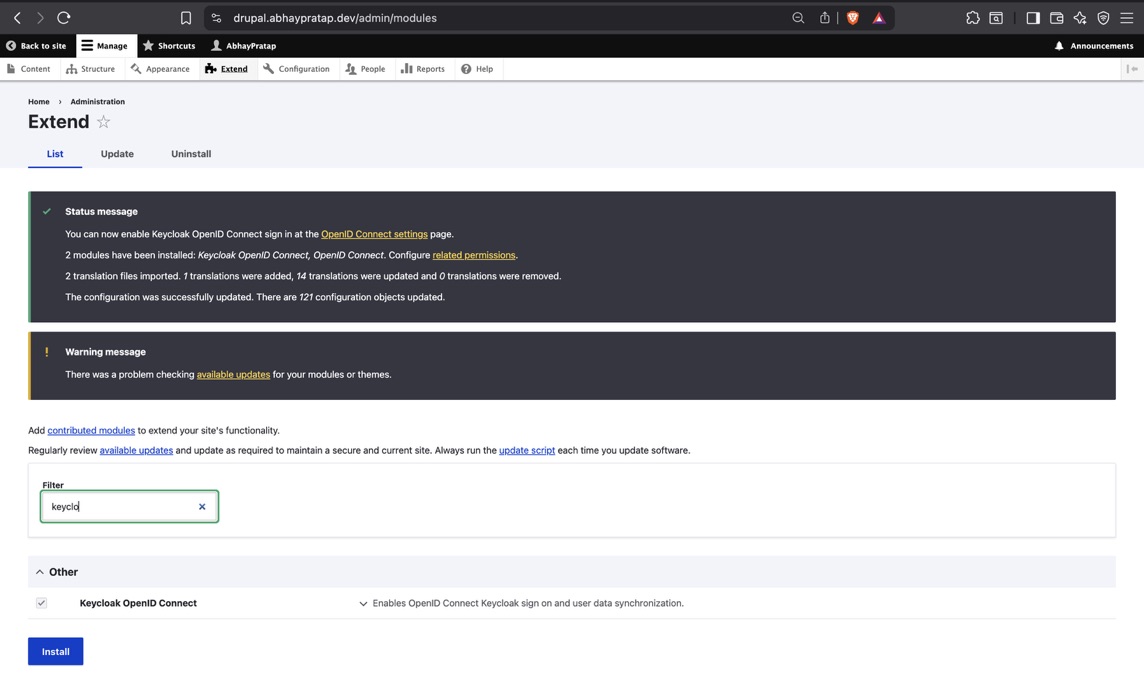 drupal.abhaypratap.dev/admin/modules
Back to site Manage Shortcuts AbhayPratap Announcements
Content Structure Appearance Extend Configuration People Reports Help
Home › Administration
Extend
List Update Uninstall
Status message
You can now enable Keycloak OpenID Connect sign in at the OpenID Connect settings page.
2 modules have been installed: Keycloak OpenID Connect, OpenID Connect. Configure related permissions.
2 translation files imported. 1 translations were added, 14 translations were updated and 0 translations were removed.
The configuration was successfully updated. There are 121 configuration objects updated.
Warning message
There was a problem checking available updates for your modules or themes.
Add contributed modules to extend your site's functionality.
Regularly review available updates and update as required to maintain a secure and current site. Always run the update script each time you update software.
Filter
keyclo
Other
Keycloak OpenID Connect Enables OpenID Connect Keycloak sign on and user data synchronization.
Install